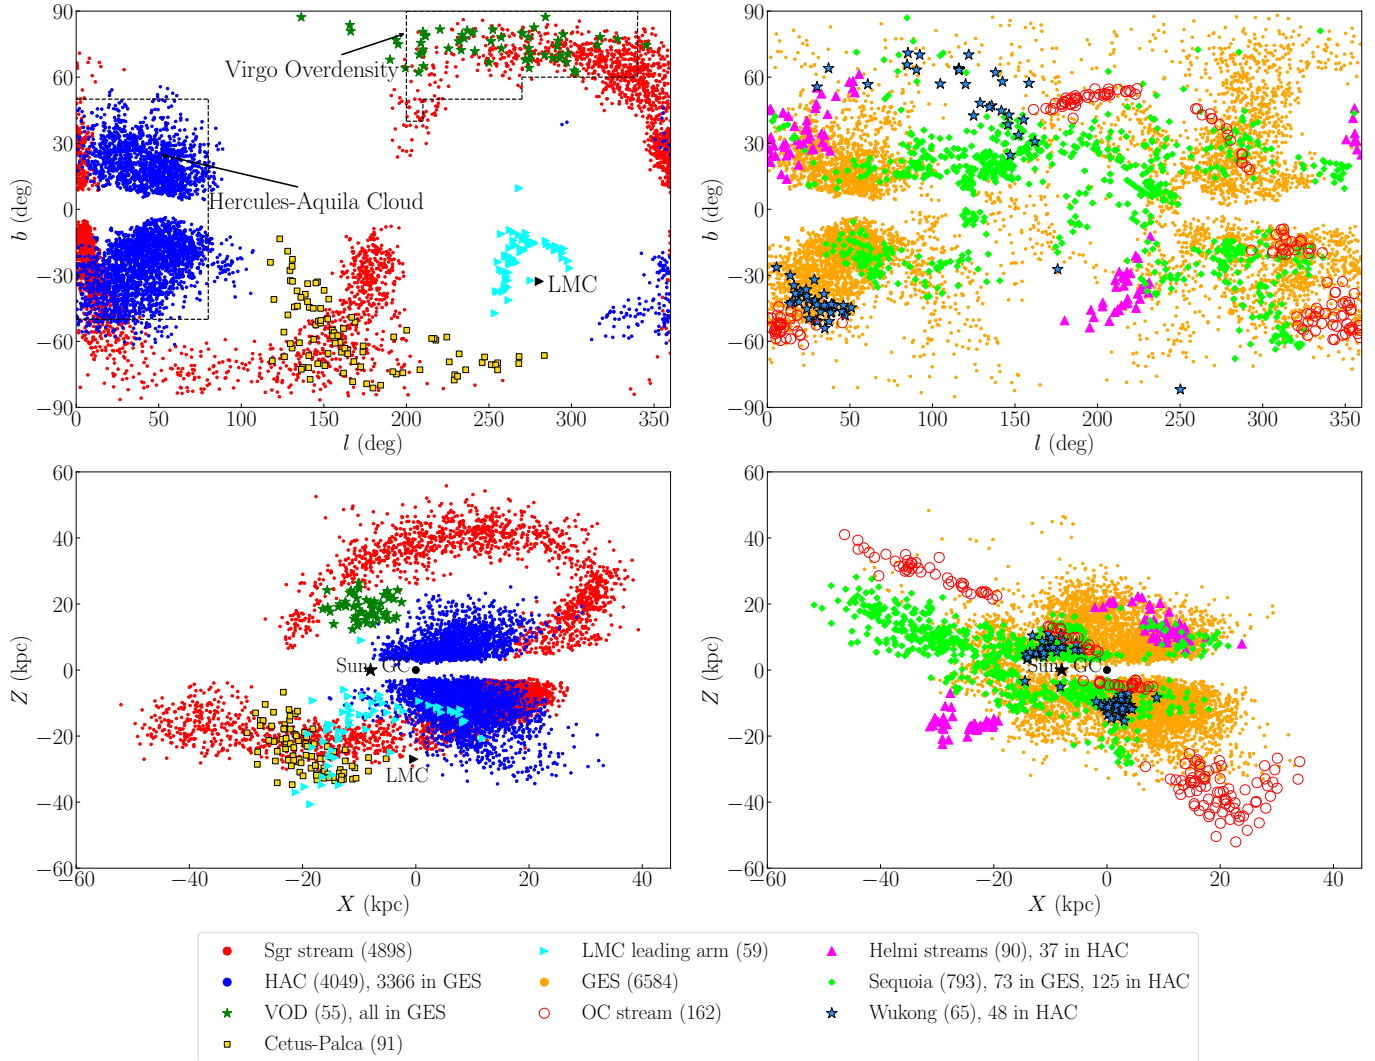 90
60
30
0
−30
−60
−90
b (deg)
0
50
100
150
200
250
300
350
l (deg)
Virgo Overdensity
Hercules-Aquila Cloud
LMC
90
60
30
0
−30
−60
−90
b (deg)
0
50
100
150
200
250
300
350
l (deg)
60
40
20
0
−20
−40
−60
Z (kpc)
−60
−40
−20
0
20
40
X (kpc)
Sun GC
LMC
60
40
20
0
−20
−40
−60
Z (kpc)
−60
−40
−20
0
20
40
X (kpc)
Sun GC
Sgr stream (4898)
HAC (4049), 3366 in GES
VOD (55), all in GES
Cetus-Palca (91)
LMC leading arm (59)
GES (6584)
OC stream (162)
Helmi streams (90), 37 in HAC
Sequoia (793), 73 in GES, 125 in HAC
Wukong (65), 48 in HAC